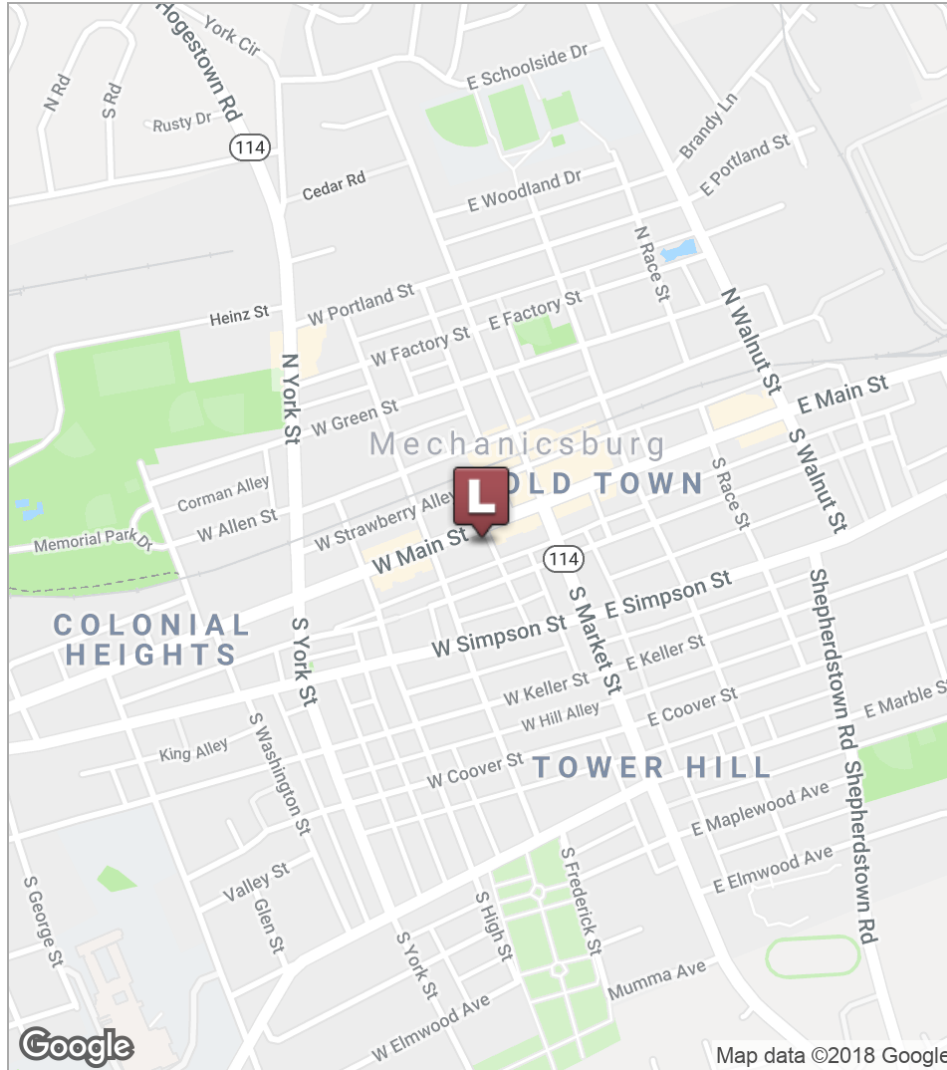 Hogestown Rd
York Cir
E Schoolside Dr
N Rd
S Rd
Rusty Dr
114
Brandy Ln
E Portland St
Cedar Rd
E Woodland Dr
N Race St
Heinz St
W Portland St
E Factory St
W Factory St
N Walnut St
N York St
W Green St
E Main St
Mechanicsburg
OLD TOWN
L
S Walnut St
S Race St
Corman Alley
W Allen St
W Strawberry Alley
Memorial Park Dr
W Main St
114
COLONIAL
HEIGHTS
S York St
W Simpson St
E Simpson St
S Market St
Shepherdstown Rd
E Keller St
W Keller St
W Hill Alley
E Coover St
E Marble S
S Washington St
King Alley
W Coover St
TOWER HILL
E Maplewood Ave
Shepherdstown Rd
E Elmwood Ave
Valley St
Glen St
S George St
S High St
S Frederick St
S York St
Mumma Ave
W Elmwood Ave
Google
Map data ©2018 Google